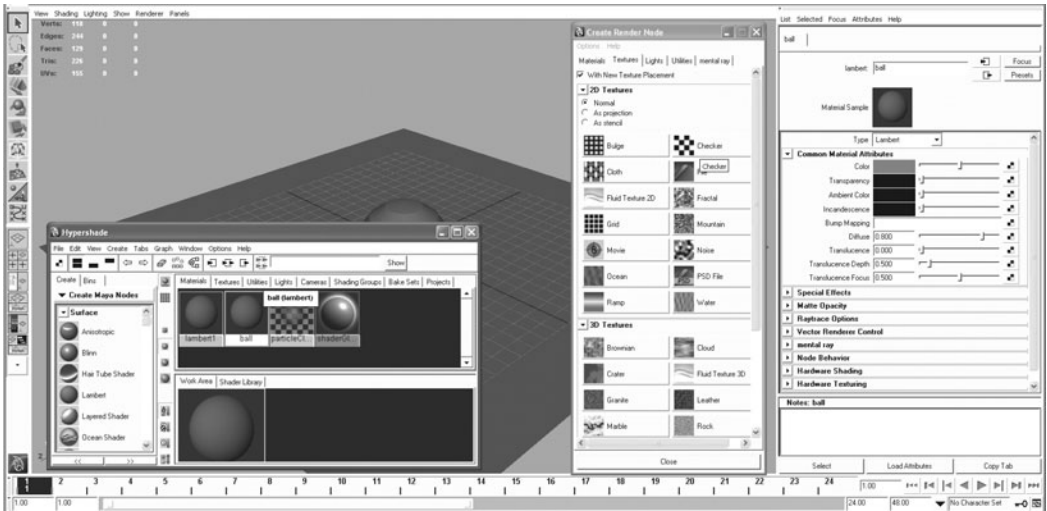 View Shading Lighting Show Renderer Panels
Verts: 118 0 0
Edges: 244 0 0
Faces: 129 0 0
Tris: 226 0 0
UVs: 155 0 0
Hypershade
File Edit View Create Tabs Graph Window Options Help
Show
Create Bins
Create Maya Nodes
Surface
Anisotropic
Blinn
Hair Tube Shader
Lambert
Layered Shader
Ocean Shader
<< >>
Materials Textures Utilities Lights Cameras Shading Groups Bake Sets Projects
ball (lambert)
lambert1 ball particleCl... shaderGl...
Work Area Shader Library
Create Render Node
Options Help
Materials Textures Lights Utilities mental ray
With New Texture Placement
2D Textures
Normal
As projection
As stencil
Bulge Checker
Cloth Checker
Fluid Texture 2D Fractal
Grid Mountain
Movie Noise
Ocean PSD File
Ramp Water
3D Textures
Brownian Cloud
Crater Fluid Texture 3D
Granite Leather
Marble Rock
Close
List Selected Focus Attributes Help
ball
lambert: ball Focus
Presets
Material Sample
Type Lambert
Common Material Attributes
Color
Transparency
Ambient Color
Incandescence
Bump Mapping
Diffuse 0.800
Translucence 0.000
Translucence Depth 0.500
Translucence Focus 0.500
Special Effects
Matte Opacity
Raytrace Options
Vector Renderer Control
mental ray
Node Behavior
Hardware Shading
Hardware Texturing
Notes: ball
Select Load Attributes Copy Tab
1 2 3 4 5 6 7 8 9 10 11 12 13 14 15 16 17 18 19 20 21 22 23 24
1 1.00
1.00 1.00 24.00 48.00 No Character Set